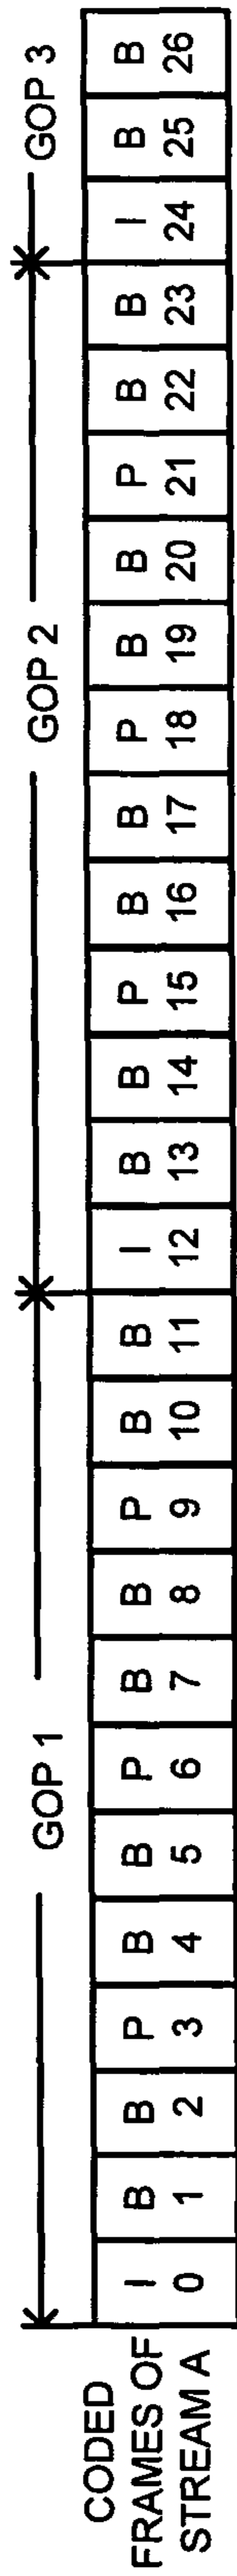 GOP 1 GOP 2 GOP 3
CODED
FRAMES OF
STREAM A
I B B P B B P B B P B B I B B P B B P B B P B B I B B
0 1 2 3 4 5 6 7 8 9 10 11 12 13 14 15 16 17 18 19 20 21 22 23 24 25 26